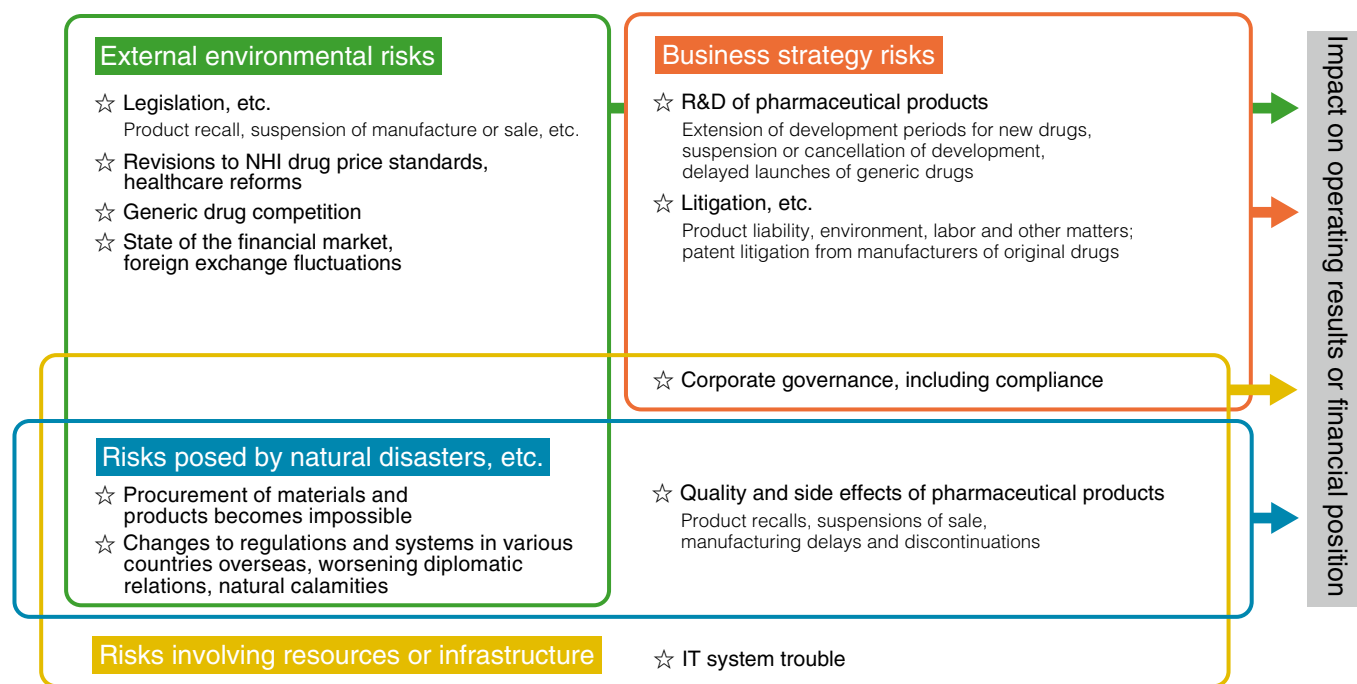 External environmental risks
☆ Legislation, etc.
Product recall, suspension of manufacture or sale, etc.
☆ Revisions to NHI drug price standards,
healthcare reforms
☆ Generic drug competition
☆ State of the financial market,
foreign exchange fluctuations
Business strategy risks
☆ R&D of pharmaceutical products
Extension of development periods for new drugs,
suspension or cancellation of development,
delayed launches of generic drugs
☆ Litigation, etc.
Product liability, environment, labor and other matters;
patent litigation from manufacturers of original drugs
☆ Corporate governance, including compliance
Risks posed by natural disasters, etc.
☆ Procurement of materials and
products becomes impossible
☆ Changes to regulations and systems in various
countries overseas, worsening diplomatic
relations, natural calamities
☆ Quality and side effects of pharmaceutical products
Product recalls, suspensions of sale,
manufacturing delays and discontinuations
Risks involving resources or infrastructure
☆ IT system trouble
Impact on operating results or financial position